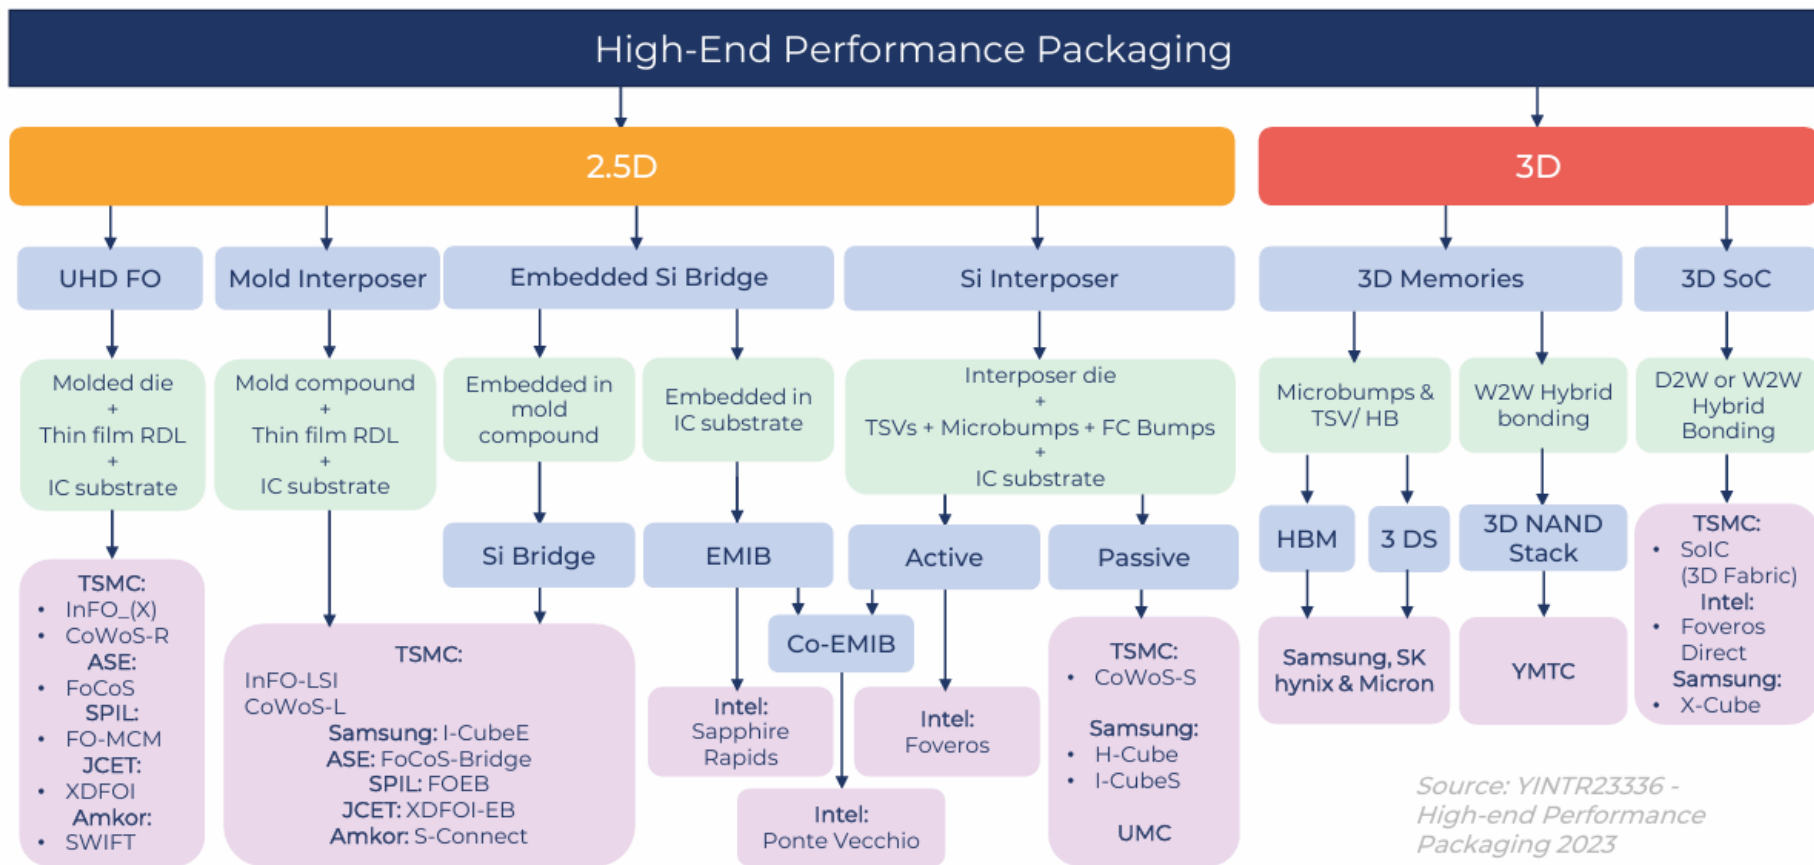 High-End Performance Packaging
2.5D
3D
UHD FO
Mold Interposer
Embedded Si Bridge
Si Interposer
3D Memories
3D SoC
Molded die
+
Thin film RDL
+
IC substrate
Mold compound
+
Thin film RDL
+
IC substrate
Embedded in
mold
compound
Embedded in
IC substrate
Interposer die
+
TSVs + Microbumps + FC Bumps
+
IC substrate
Microbumps &
TSV/ HB
W2W Hybrid
bonding
D2W or W2W
Hybrid
Bonding
Si Bridge
EMIB
Active
Passive
HBM
3 DS
3D NAND
Stack
Co-EMIB
TSMC:
• InFO_(X)
• CoWoS-R
ASE:
• FoCoS
SPIL:
• FO-MCM
JCET:
• XDFOI
Amkor:
• SWIFT
TSMC:
InFO-LSI
CoWoS-L
Samsung: I-CubeE
ASE: FoCoS-Bridge
SPIL: FOEB
JCET: XDFOI-EB
Amkor: S-Connect
Intel:
Sapphire
Rapids
Intel:
Ponte Vecchio
Intel:
Foveros
TSMC:
• CoWoS-S
Samsung:
• H-Cube
• I-CubeS
UMC
Samsung, SK
hynix & Micron
YMTC
TSMC:
• SoIC
(3D Fabric)
Intel:
• Foveros
Direct
Samsung:
• X-Cube
Source: YINTR23336 -
High-end Performance
Packaging 2023